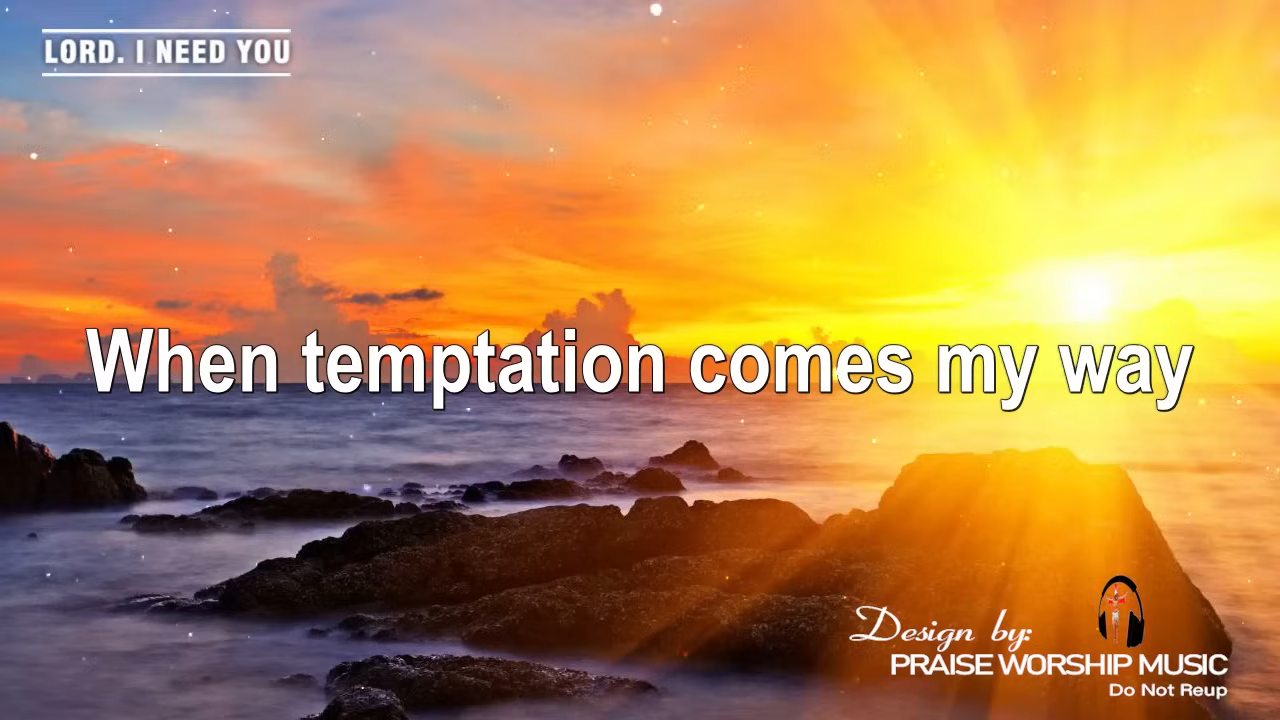 LORD. I NEED YOU
When temptation comes my way
Design by:
PRAISE WORSHIP MUSIC
Do Not Reup